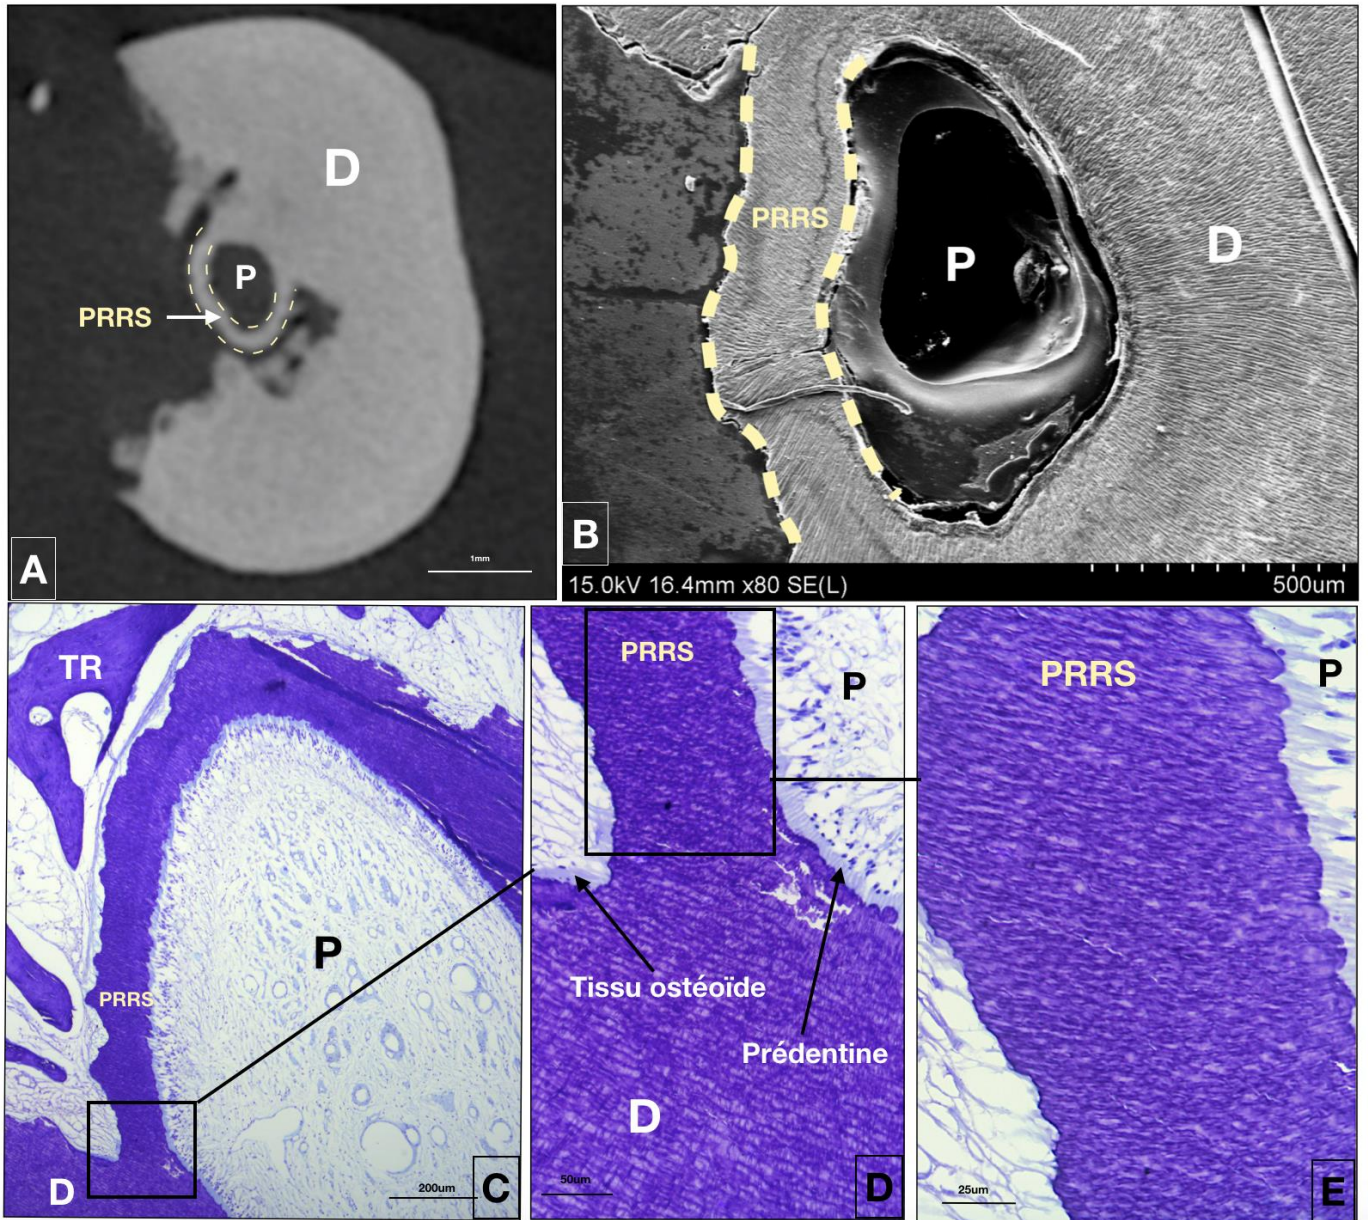 D
P
PRRS
1mm
A
PRRS
P
D
B
15.0kV 16.4mm x80 SE(L)
500um
TR
P
PRRS
D
200um
C
PRRS
P
Tissu ostéoïde
Prédentine
D
50um
D
PRRS
P
25um
E